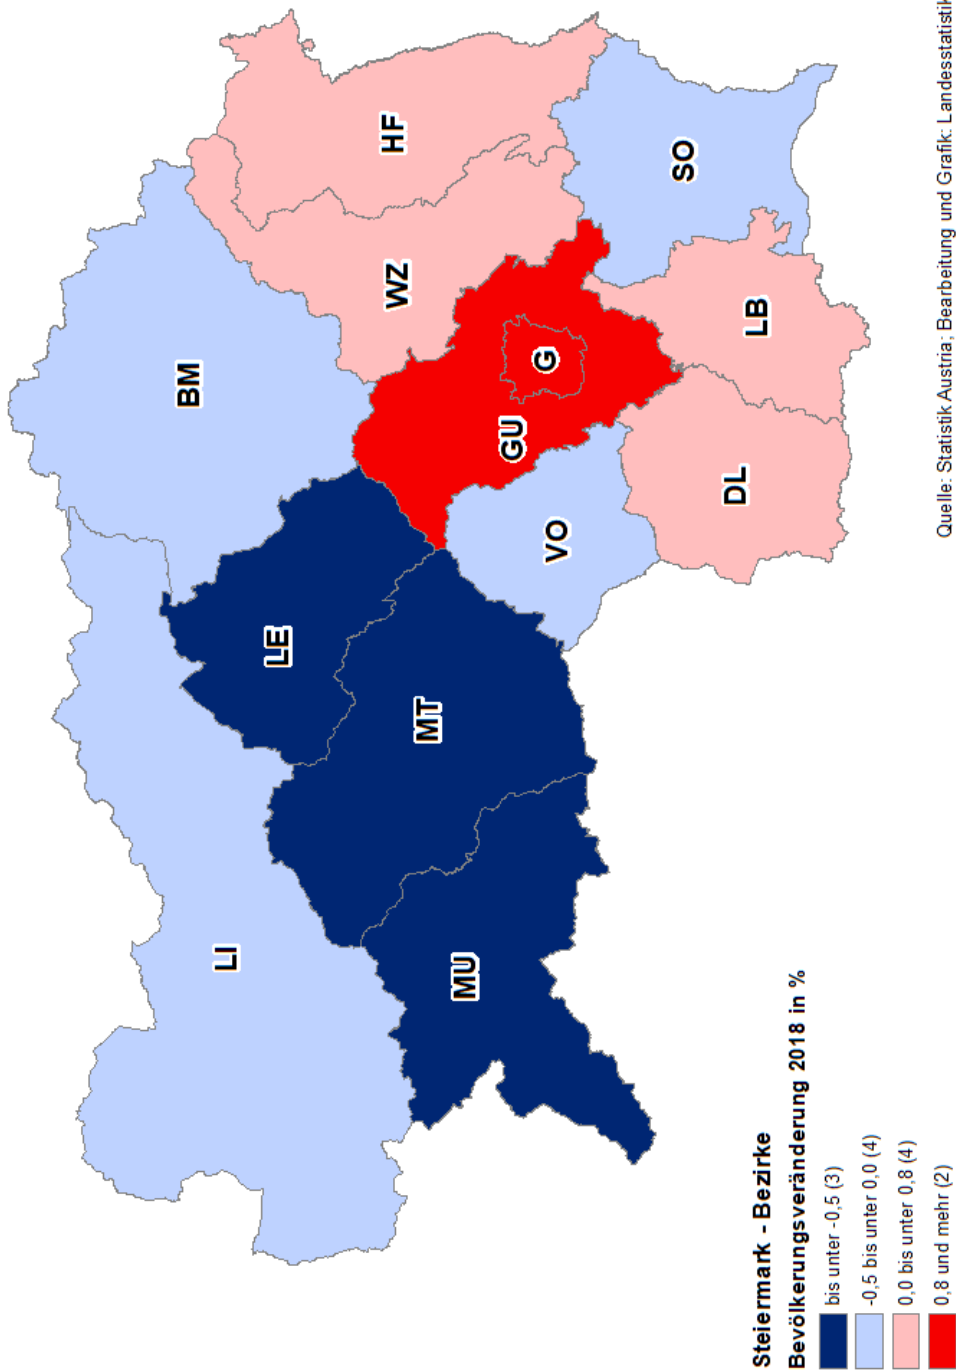 LI
BM
LE
HF
WZ
MT
MU
GU
G
VO
SO
DL
LB
Steiermark - Bezirke
Bevölkerungsveränderung 2018 in %
bis unter -0,5 (3)
-0,5 bis unter 0,0 (4)
0,0 bis unter 0,8 (4)
0,8 und mehr (2)
Quelle: Statistik Austria; Bearbeitung und Grafik: Landesstatistik